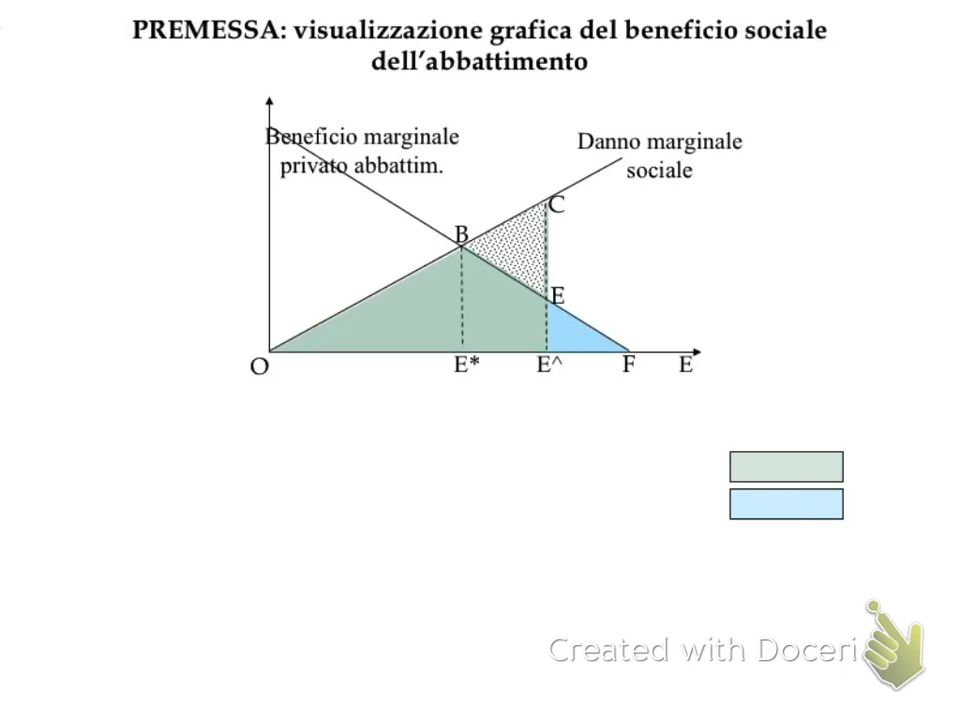 PREMESSA: visualizzazione grafica del beneficio sociale
dell'abbattimento
Beneficio marginale
privato abbattim.
Danno marginale
sociale
C
B
E
O
E*
E^
F
E
Created with Doceri